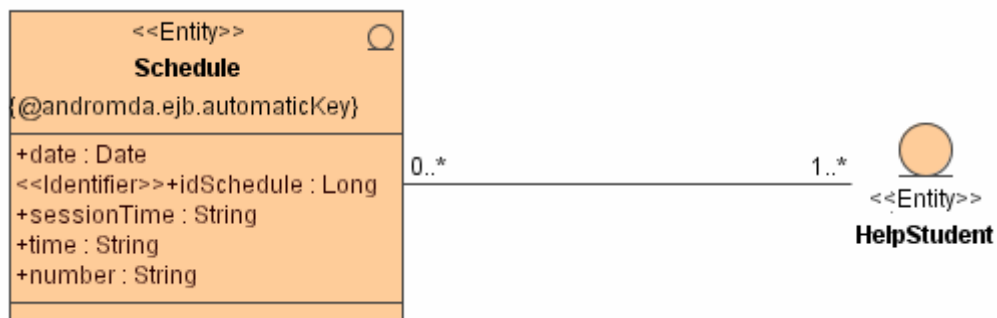 <<Entity>>
Schedule
{@andromda.ejb.automaticKey}
+date : Date
<<Identifier>>+idSchedule : Long
+sessionTime : String
+time : String
+number : String
0..*
1..*
<<Entity>>
HelpStudent